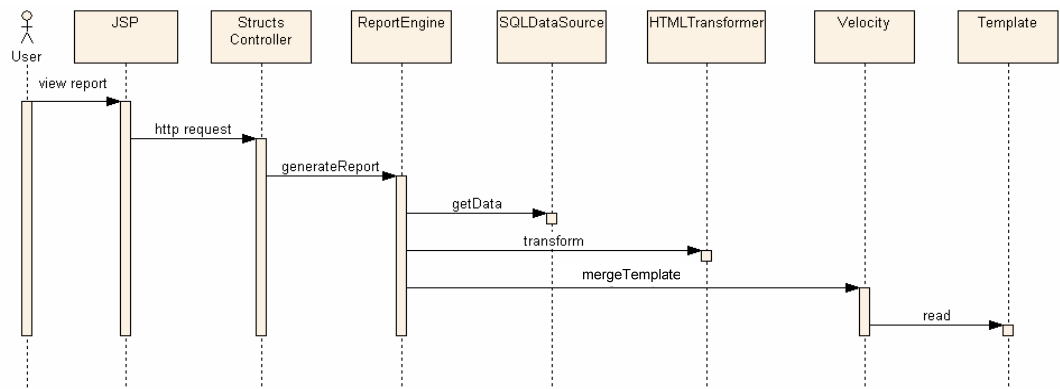 User
JSP
Structs
Controller
ReportEngine
SQLDataSource
HTMLTransformer
Velocity
Template
view report
http request
generateReport
getData
transform
mergeTemplate
read